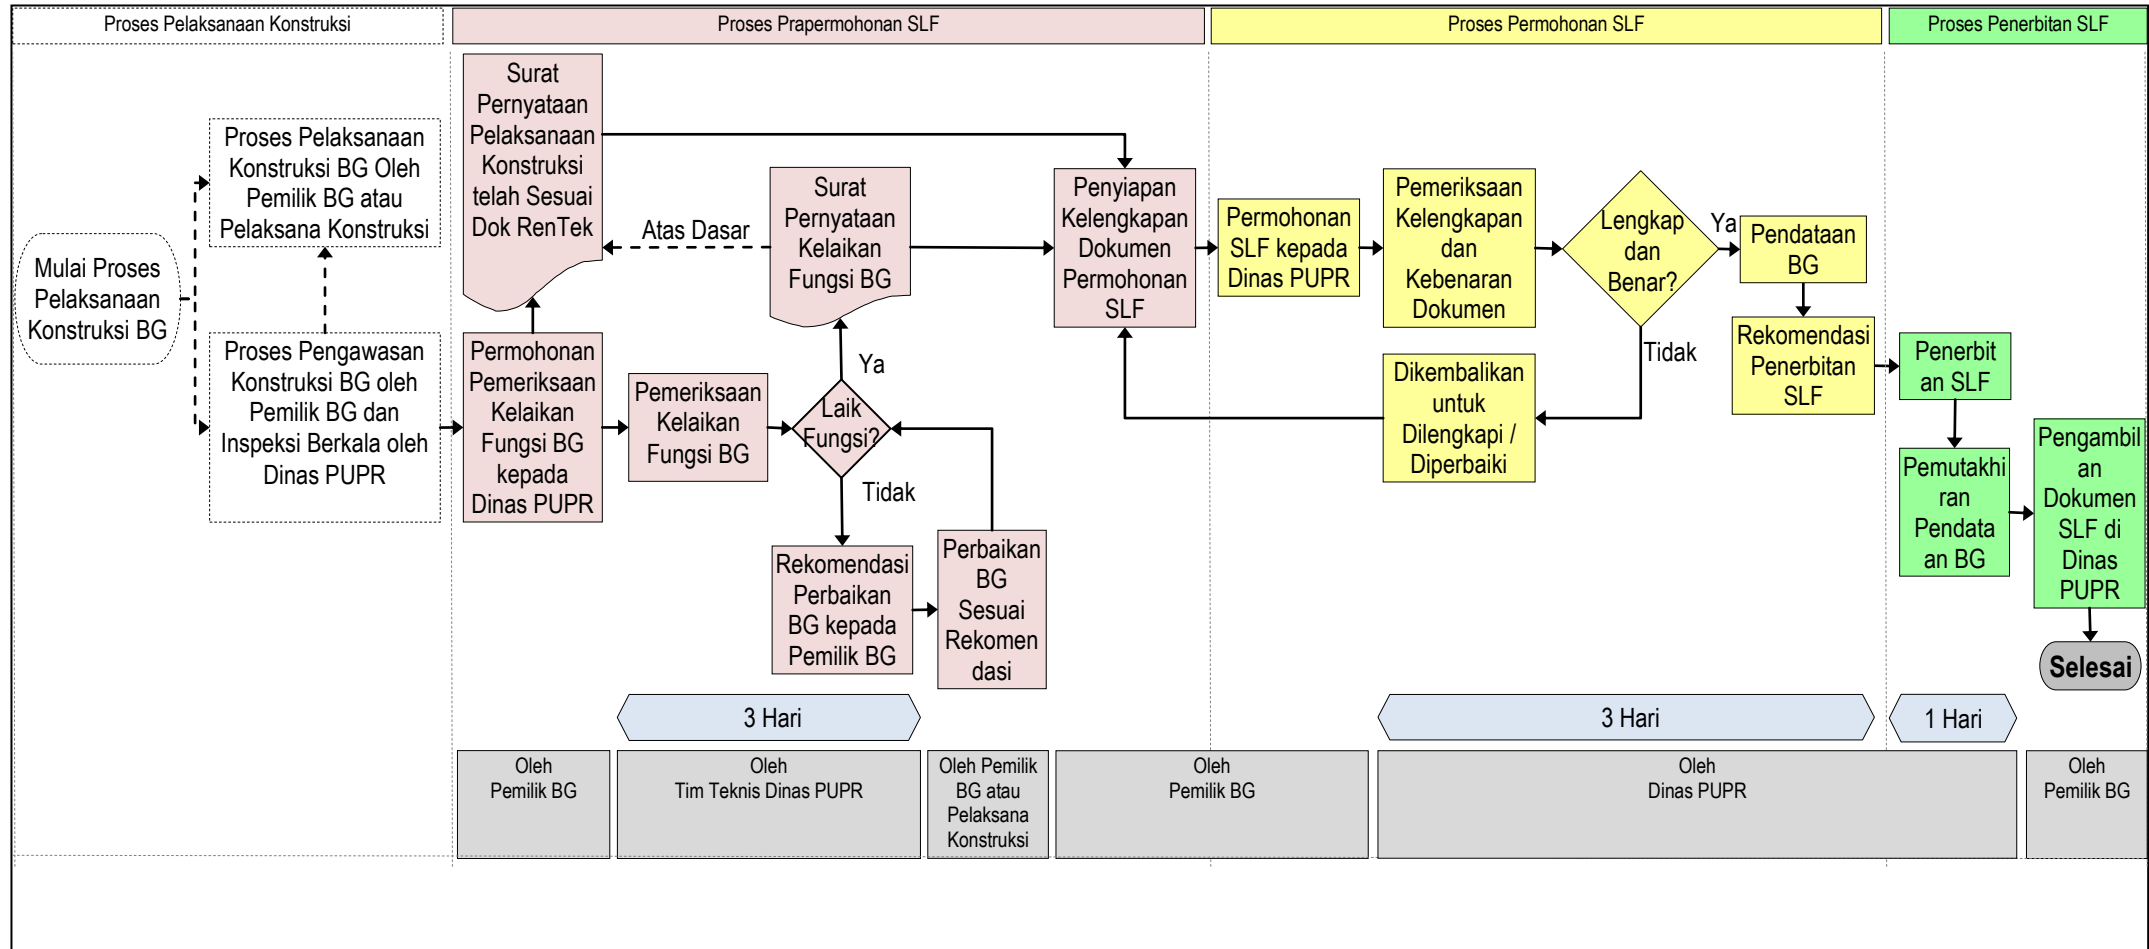 Proses Pelaksanaan Konstruksi
Proses Prapermohonan SLF
Proses Permohonan SLF
Proses Penerbitan SLF
Mulai Proses
Pelaksanaan
Konstruksi BG
Proses Pelaksanaan
Konstruksi BG Oleh
Pemilik BG atau
Pelaksana Konstruksi
Proses Pengawasan
Konstruksi BG oleh
Pemilik BG dan
Inspeksi Berkala oleh
Dinas PUPR
Surat
Pernyataan
Pelaksanaan
Konstruksi
telah Sesuai
Dok RenTek
Atas Dasar
Surat
Pernyataan
Kelaikan
Fungsi BG
Permohonan
Pemeriksaan
Kelaikan
Fungsi BG
kepada
Dinas PUPR
Pemeriksaan
Kelaikan
Fungsi BG
Ya
Laik
Fungsi?
Tidak
Rekomendasi
Perbaikan
BG kepada
Pemilik BG
Perbaikan
BG
Sesuai
Rekomen
dasi
Penyiapan
Kelengkapan
Dokumen
Permohonan
SLF
Permohonan
SLF kepada
Dinas PUPR
Pemeriksaan
Kelengkapan
dan
Kebenaran
Dokumen
Lengkap
dan
Benar?
Ya
Tidak
Pendataan
BG
Rekomendasi
Penerbitan
SLF
Dikembalikan
untuk
Dilengkapi /
Diperbaiki
Penerbit
an SLF
Pemutakhi
ran
Pendata
an BG
Pengambil
an
Dokumen
SLF di
Dinas
PUPR
Selesai
3 Hari
3 Hari
1 Hari
Oleh
Pemilik BG
Oleh
Tim Teknis Dinas PUPR
Oleh Pemilik
BG atau
Pelaksana
Konstruksi
Oleh
Pemilik BG
Oleh
Dinas PUPR
Oleh
Pemilik BG